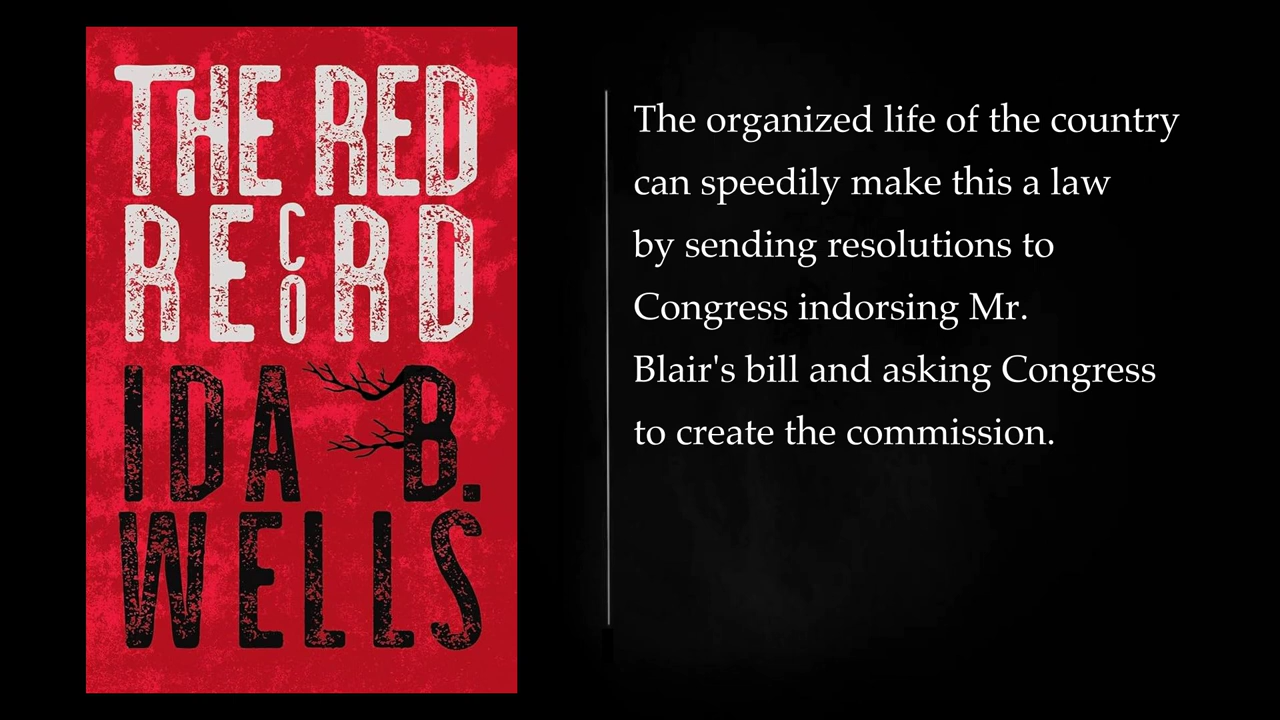 THE RED
RECORD
IDA B.
WELLS
The organized life of the country
can speedily make this a law
by sending resolutions to
Congress indorsing Mr.
Blair's bill and asking Congress
to create the commission.